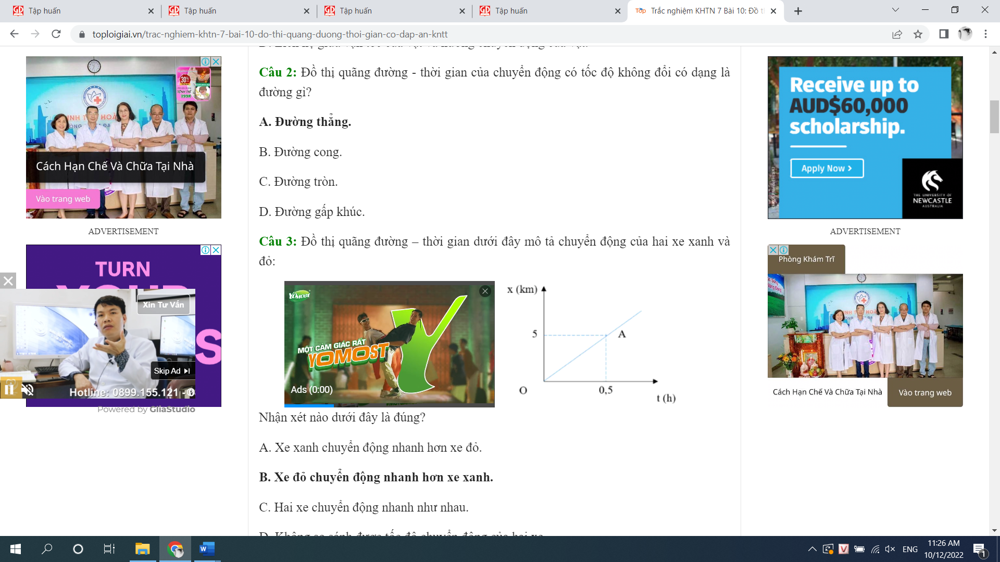 Tập huấn
Tập huấn
Tập huấn
Tập huấn
Trắc nghiệm KHTN 7 Bài 10: Đồ t
toploigiai.vn/trac-nghiem-khtn-7-bai-10-do-thi-quang-duong-thoi-gian-co-dap-an-kntt
Câu 2: Đồ thị quãng đường - thời gian của chuyển động có tốc độ không đổi có dạng là
đường gì?
A. Đường thẳng.
B. Đường cong.
C. Đường tròn.
D. Đường gấp khúc.
Câu 3: Đồ thị quãng đường – thời gian dưới đây mô tả chuyển động của hai xe xanh và
đỏ:
YOMOST
MỘT CẢM GIÁC RẤT
YOMOST
Ads (0:00)
x (km)
5
A
O
0,5
t (h)
Nhận xét nào dưới đây là đúng?
A. Xe xanh chuyển động nhanh hơn xe đỏ.
B. Xe đỏ chuyển động nhanh hơn xe xanh.
C. Hai xe chuyển động nhanh như nhau.
D. Không so sánh được tốc độ chuyển động của hai xe.
30%
199K
Cách Hạn Chế Và Chữa Tại Nhà
Vào trang web
ADVERTISEMENT
TURN
Xin Tư Vấn
S
Skip Ad
Hotline: 0899.155.121 -
Powered by GliaStudio
Receive up to
AUD$60,000
scholarship.
Apply Now >
THE UNIVERSITY OF
NEWCASTLE
AUSTRALIA
ADVERTISEMENT
Phòng Khám Trĩ
Cách Hạn Chế Và Chữa Tại Nhà
Vào trang web
ENG
11:26 AM
10/12/2022
1